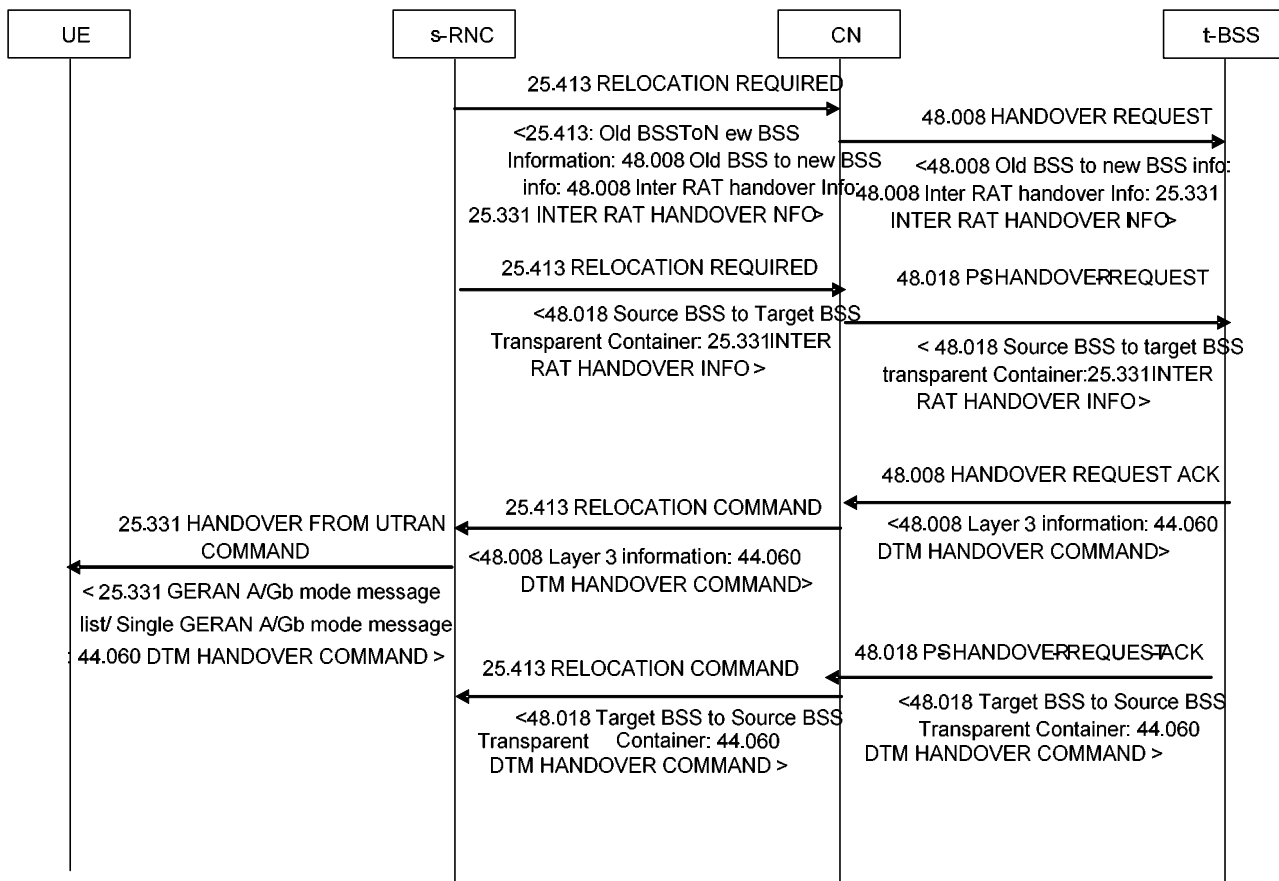 UE
s-RNC
CN
t-BSS
25.413 RELOCATION REQUIRED
<25.413: Old BSSToN ew BSS
Information: 48.008 Old BSS to new BSS
info: 48.008 Inter RAT handover Info:
25.331 INTER RAT HANDOVER NFO>
48.008 HANDOVER REQUEST
<48.008 Old BSS to new BSS info:
48.008 Inter RAT handover Info: 25.331
INTER RAT HANDOVER INFO>
25.413 RELOCATION REQUIRED
<48.018 Source BSS to Target BSS
Transparent Container: 25.331INTER
RAT HANDOVER INFO >
48.018 PS-HANDOVER-REQUEST
< 48.018 Source BSS to target BSS
transparent Container:25.331INTER
RAT HANDOVER INFO>
48.008 HANDOVER REQUEST ACK
<48.008 Layer 3 information: 44.060
DTM HANDOVER COMMAND>
25.413 RELOCATION COMMAND
<48.008 Layer 3 information: 44.060
DTM HANDOVER COMMAND>
25.331 HANDOVER FROM UTRAN
COMMAND
< 25.331 GERAN A/Gb mode message
list/ Single GERAN A/Gb mode message
: 44.060 DTM HANDOVER COMMAND >
48.018 PS-HANDOVER-REQUEST-ACK
<48.018 Target BSS to Source BSS
Transparent Container: 44.060
DTM HANDOVER COMMAND >
25.413 RELOCATION COMMAND
<48.018 Target BSS to Source BSS
Transparent Container: 44.060
DTM HANDOVER COMMAND >